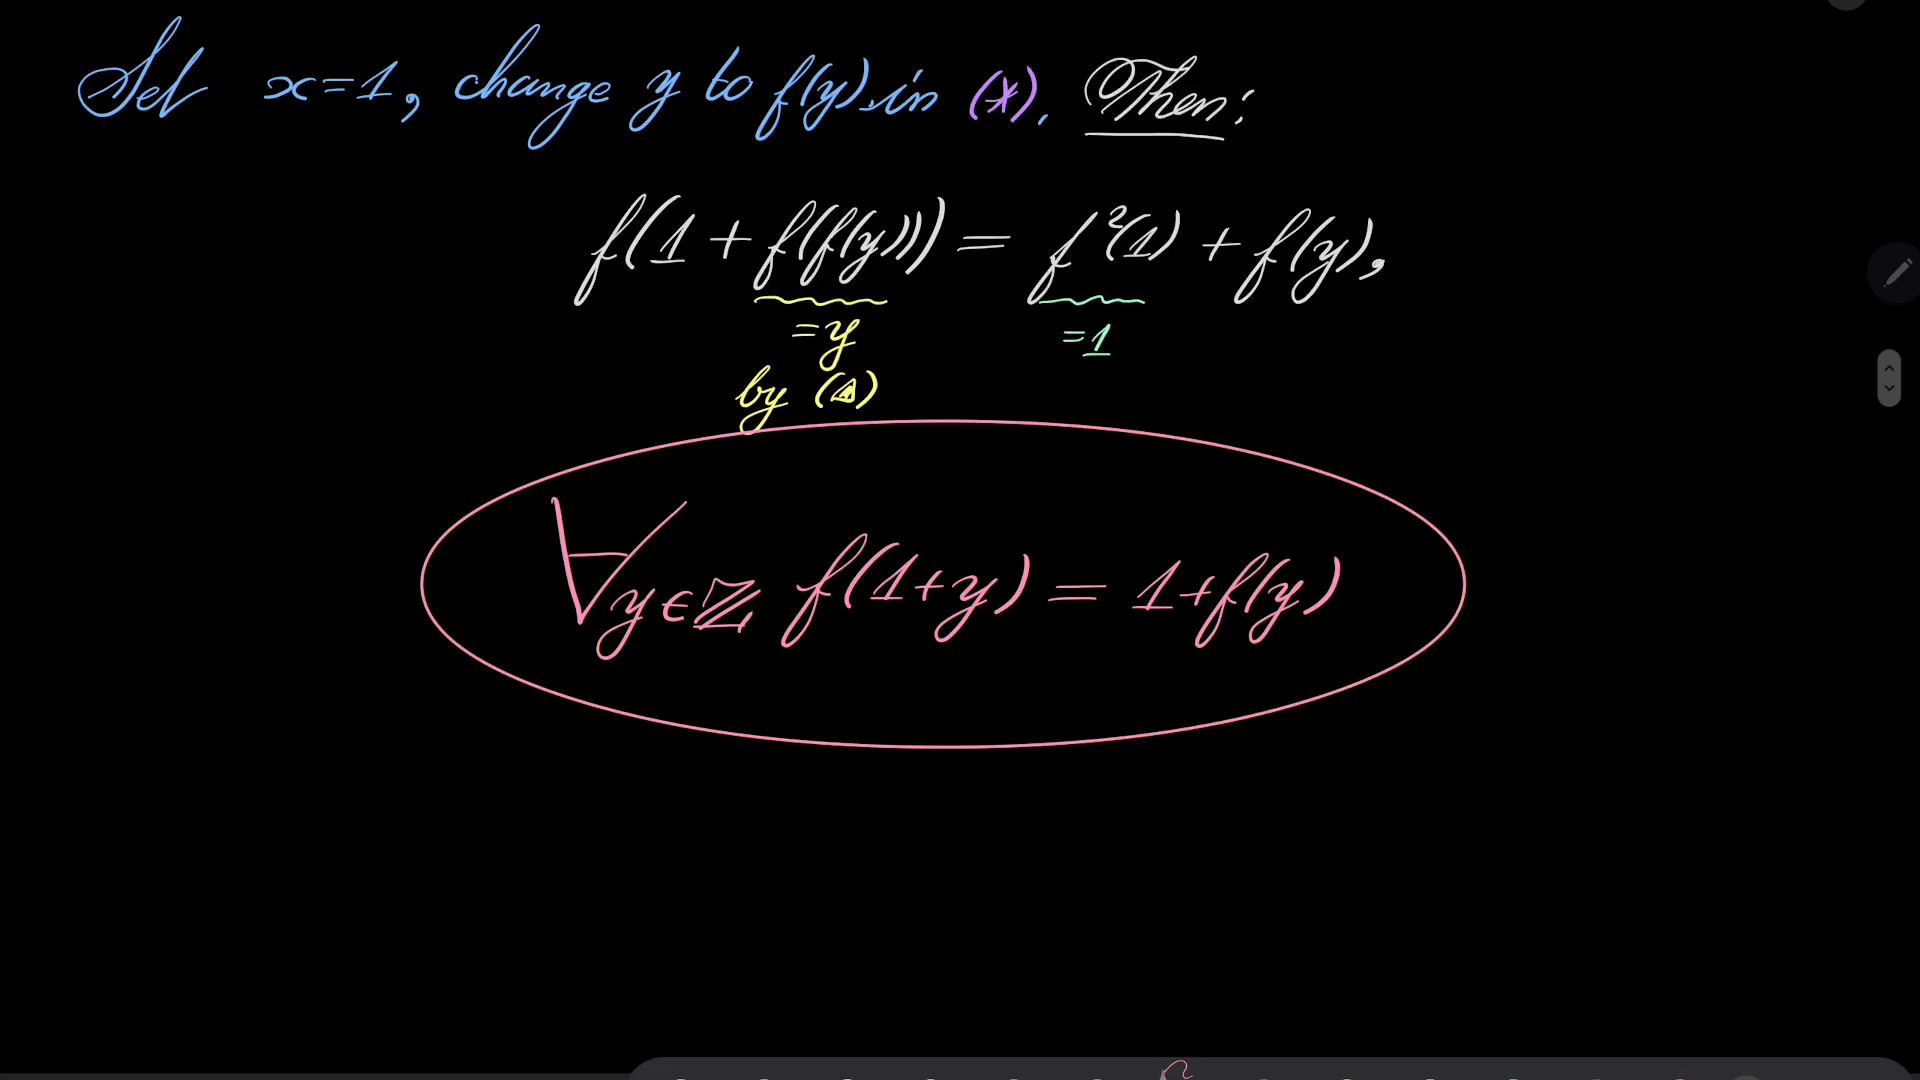 Set x=1, change y to f(y) in (*). Then:
f(1+f(f(y))) = f²(1) + f(y),
=y =1
by (△)
∀y∈ℤ f(1+y) = 1+f(y)